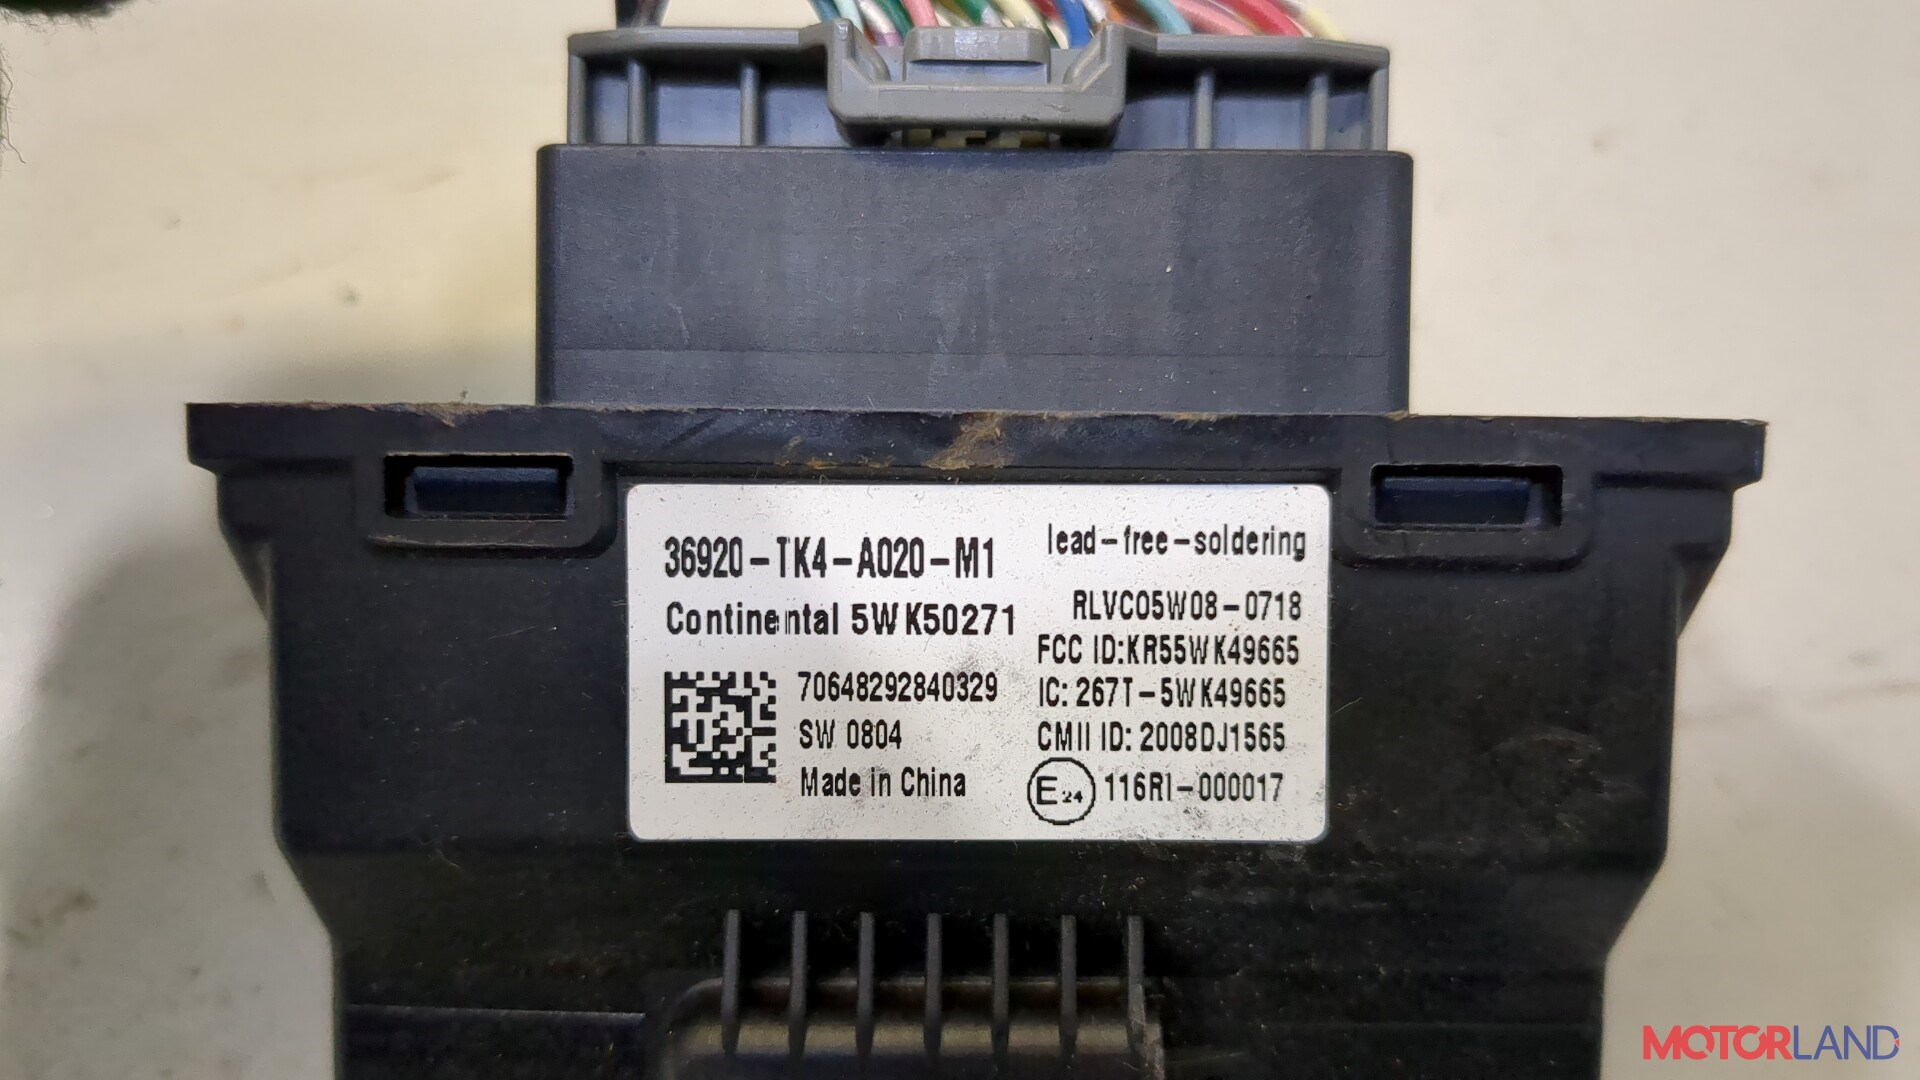 36920-TK4-A020-M1
Continental 5WK50271
70648292840329
SW 0804
Made in China
lead-free-soldering
RLVC05W08-0718
FCC ID:KR55WK49665
IC: 267T-5WK49665
CMII ID: 2008DJ1565
E24 116RI-000017
MOTORLAND